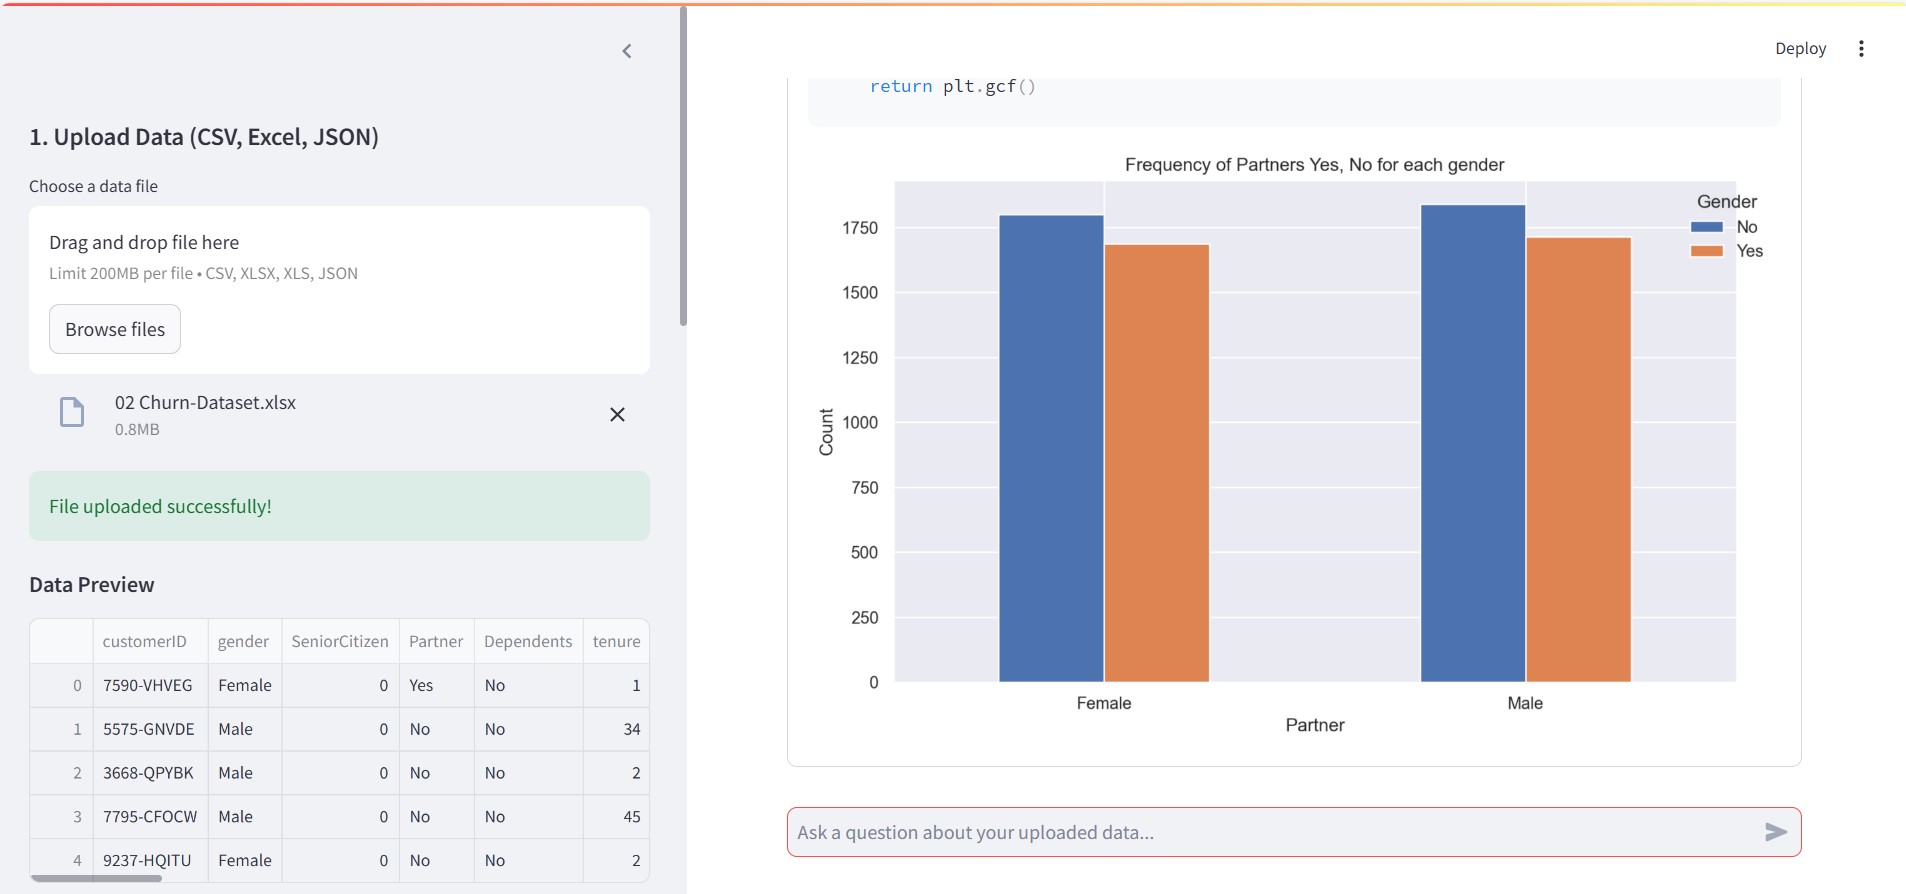 1. Upload Data (CSV, Excel, JSON)
Choose a data file
Drag and drop file here
Limit 200MB per file • CSV, XLSX, XLS, JSON
Browse files
02 Churn-Dataset.xlsx
0.8MB
File uploaded successfully!
Data Preview
customerID gender SeniorCitizen Partner Dependents tenure
0 7590-VHVEG Female 0 Yes No 1
1 5575-GNVDE Male 0 No No 34
2 3668-QPYBK Male 0 No No 2
3 7795-CFOCW Male 0 No No 45
4 9237-HQITU Female 0 No No 2
Deploy
return plt.gcf()
Frequency of Partners Yes, No for each gender
Gender
No
Yes
1750
1500
1250
1000
750
500
250
0
Count
Female Male
Partner
Ask a question about your uploaded data...